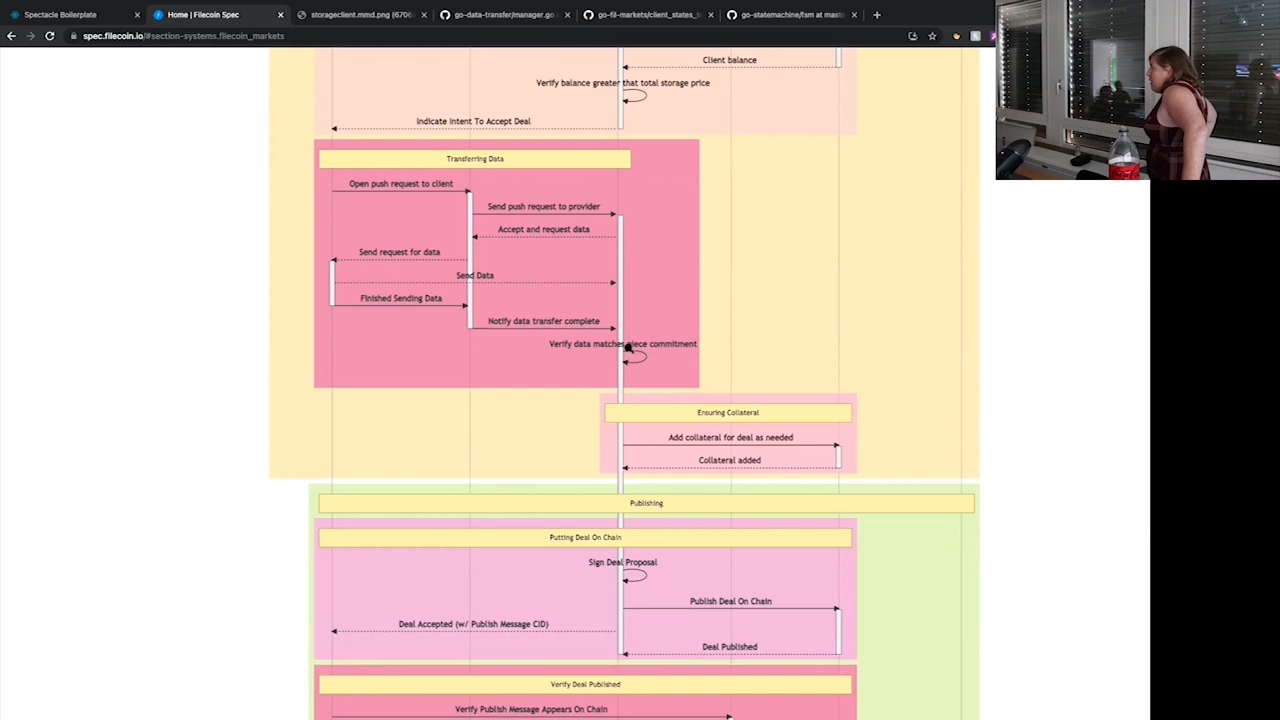 Spectacle Boilerplate
Home | Filecoin Spec
storageclient.mmd.png (6706×
go-data-transfer/manager.go
go-fil-markets/client_states_
go-statemachine/fsm at mast
spec.filecoin.io/#section-systems.filecoin_markets
Client balance
Verify balance greater that total storage price
Indicate Intent To Accept Deal
Transferring Data
Open push request to client
Send push request to provider
Accept and request data
Send request for data
Send Data
Finished Sending Data
Notify data transfer complete
Verify data matches piece commitment
Ensuring Collateral
Add collateral for deal as needed
Collateral added
Publishing
Putting Deal On Chain
Sign Deal Proposal
Publish Deal On Chain
Deal Accepted (w/ Publish Message CID)
Deal Published
Verify Deal Published
Verify Publish Message Appears On Chain